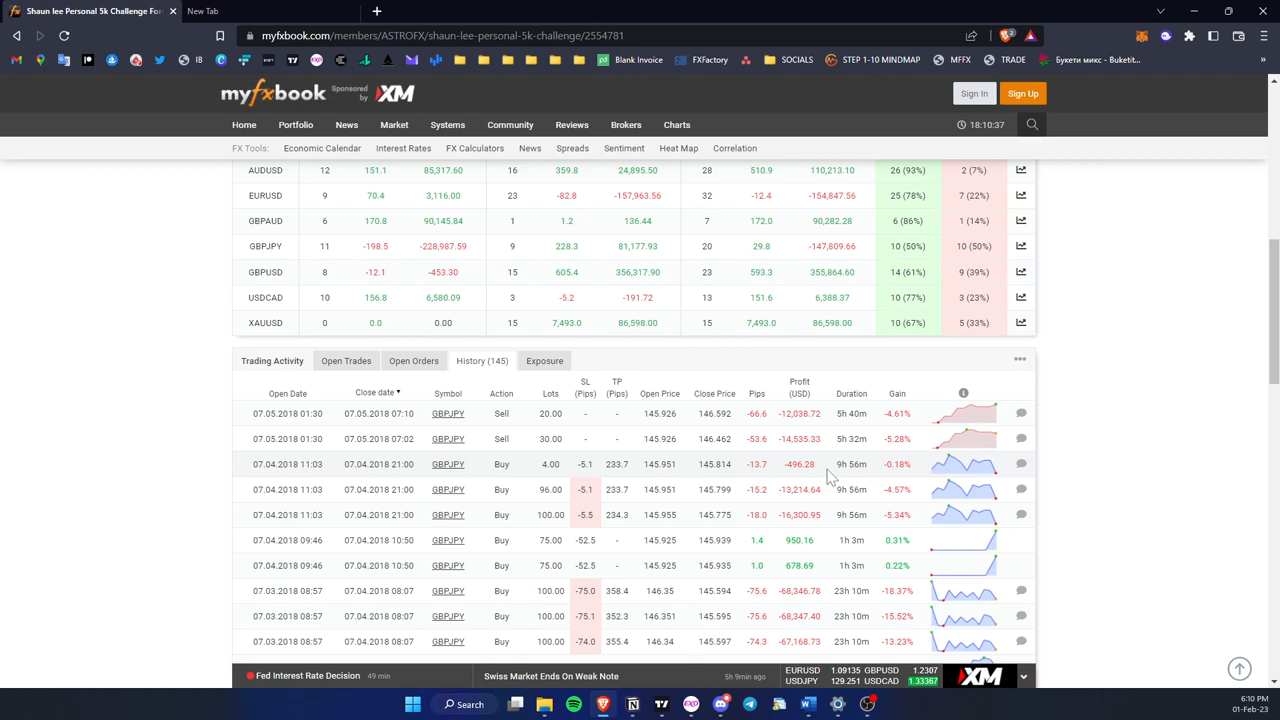 Shaun lee Personal 5k Challenge For
New Tab
myfxbook.com/members/ASTROFX/shaun-lee-personal-5k-challenge/2554781
2
IB
Blank Invoice
FXFactory
SOCIALS
STEP 1-10 MINDMAP
MFFX
TRADE
Букети микс - Buketit...
myfxbook Sponsored by XM
Sign In
Sign Up
Home Portfolio News Market Systems Community Reviews Brokers Charts
18:10:37
FX Tools: Economic Calendar Interest Rates FX Calculators News Spreads Sentiment Heat Map Correlation
AUDUSD 12 151.1 85,317.60 16 359.8 24,895.50 28 510.9 110,213.10 26 (93%) 2 (7%)
EURUSD 9 70.4 3,116.00 23 -82.8 -157,963.56 32 -12.4 -154,847.56 25 (78%) 7 (22%)
GBPAUD 6 170.8 90,145.84 1 1.2 136.44 7 172.0 90,282.28 6 (86%) 1 (14%)
GBPJPY 11 -198.5 -228,987.59 9 228.3 81,177.93 20 29.8 -147,809.66 10 (50%) 10 (50%)
GBPUSD 8 -12.1 -453.30 15 605.4 356,317.90 23 593.3 355,864.60 14 (61%) 9 (39%)
USDCAD 10 156.8 6,580.09 3 -5.2 -191.72 13 151.6 6,388.37 10 (77%) 3 (23%)
XAUUSD 0 0.0 0.00 15 7,493.0 86,598.00 15 7,493.0 86,598.00 10 (67%) 5 (33%)
Trading Activity Open Trades Open Orders History (145) Exposure
Open Date Close date Symbol Action Lots SL (Pips) TP (Pips) Open Price Close Price Pips Profit (USD) Duration Gain
07.05.2018 01:30 07.05.2018 07:10 GBPJPY Sell 20.00 - - 145.926 146.592 -66.6 -12,038.72 5h 40m -4.61%
07.05.2018 01:30 07.05.2018 07:02 GBPJPY Sell 30.00 - - 145.926 146.462 -53.6 -14,535.33 5h 32m -5.28%
07.04.2018 11:03 07.04.2018 21:00 GBPJPY Buy 4.00 -5.1 233.7 145.951 145.814 -13.7 -496.28 9h 56m -0.18%
07.04.2018 11:03 07.04.2018 21:00 GBPJPY Buy 96.00 -5.1 233.7 145.951 145.799 -15.2 -13,214.64 9h 56m -4.57%
07.04.2018 11:03 07.04.2018 21:00 GBPJPY Buy 100.00 -5.5 234.3 145.955 145.775 -18.0 -16,300.95 9h 56m -5.34%
07.04.2018 09:46 07.04.2018 10:50 GBPJPY Buy 75.00 -52.5 - 145.925 145.939 1.4 950.16 1h 3m 0.31%
07.04.2018 09:46 07.04.2018 10:50 GBPJPY Buy 75.00 -52.5 - 145.925 145.935 1.0 678.69 1h 3m 0.22%
07.03.2018 08:57 07.04.2018 08:07 GBPJPY Buy 100.00 -75.0 358.4 146.35 145.594 -75.6 -68,346.78 23h 10m -18.37%
07.03.2018 08:57 07.04.2018 08:07 GBPJPY Buy 100.00 -75.1 352.3 146.351 145.595 -75.6 -68,347.40 23h 10m -15.52%
07.03.2018 08:57 07.04.2018 08:07 GBPJPY Buy 100.00 -74.0 355.4 146.34 145.597 -74.3 -67,168.73 23h 10m -13.23%
Fed Interest Rate Decision 49 min
Swiss Market Ends On Weak Note 5h 9min ago
EURUSD 1.09135 GBPUSD 1.2307
USDJPY 129.251 USDCAD 1.33367
XM
Search
6:10 PM
01-Feb-23